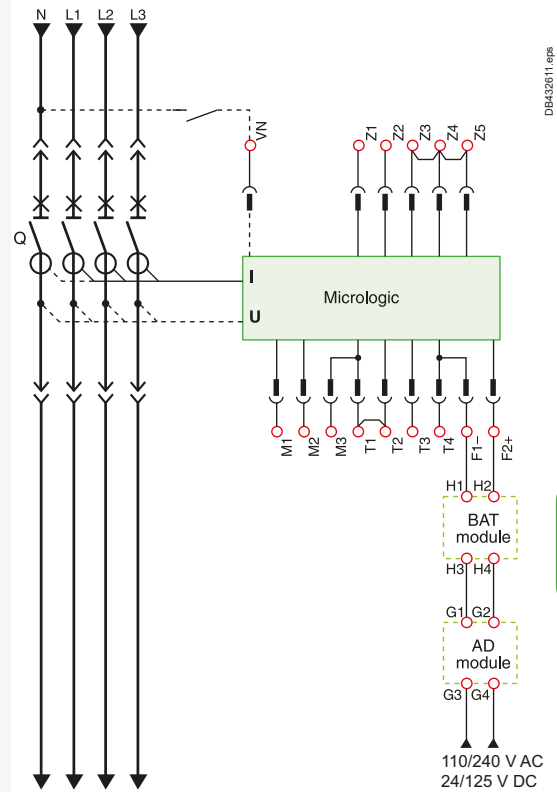 N L1 L2 L3
DB432611.eps
VN
Z1 Z2 Z3 Z4 Z5
Q
I
Micrologic
U
M1 M2 M3 T1 T2 T3 T4 F1– F2+
H1 H2
BAT
module
H3 H4
G1 G2
AD
module
G3 G4
110/240 V AC
24/125 V DC